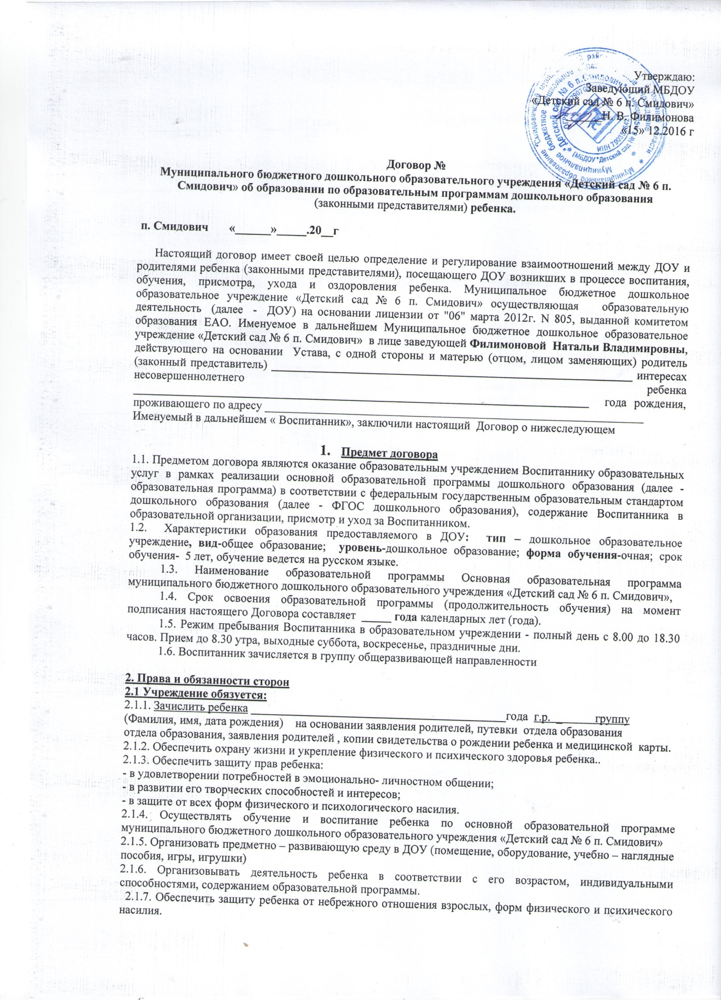 Утверждаю:
Заведующий МБДОУ
«Детский сад № 6 п. Смидович»
______Н. В. Филимонова
«15» 12.2016 г
Договор №
Муниципального бюджетного дошкольного образовательного учреждения «Детский сад № 6 п.
Смидович» об образовании по образовательным программам дошкольного образования
(законными представителями) ребенка.
п. Смидович «______»_____.20__г
Настоящий договор имеет своей целью определение и регулирование взаимоотношений между ДОУ и
родителями ребенка (законными представителями), посещающего ДОУ возникших в процессе воспитания,
обучения, присмотра, ухода и оздоровления ребенка. Муниципальное бюджетное дошкольное
образовательное учреждение «Детский сад № 6 п. Смидович» осуществляющая образовательную
деятельность (далее - ДОУ) на основании лицензии от "06" марта 2012г. N 805, выданной комитетом
образования ЕАО. Именуемое в дальнейшем Муниципальное бюджетное дошкольное образовательное
учреждение «Детский сад № 6 п. Смидович» в лице заведующей Филимоновой Натальи Владимировны,
действующего на основании Устава, с одной стороны и матерью (отцом, лицом заменяющих) родитель
(законный представитель) ______________________________ интересах
несовершеннолетнего ребенка
______________________________ года рождения,
проживающего по адресу ______________________________
Именуемый в дальнейшем « Воспитанник», заключили настоящий Договор о нижеследующем
1. Предмет договора
1.1. Предметом договора являются оказание образовательным учреждением Воспитаннику образовательных
услуг в рамках реализации основной образовательной программы дошкольного образования (далее -
образовательная программа) в соответствии с федеральным государственным образовательным стандартом
дошкольного образования (далее - ФГОС дошкольного образования), содержание Воспитанника в
образовательной организации, присмотр и уход за Воспитанником.
1.2. Характеристики образования предоставляемого в ДОУ: тип – дошкольное образовательное
учреждение, вид-общее образование; уровень-дошкольное образование; форма обучения-очная; срок
обучения- 5 лет, обучение ведется на русском языке.
1.3. Наименование образовательной программы Основная образовательная программа
муниципального бюджетного дошкольного образовательного учреждения «Детский сад № 6 п. Смидович»,
1.4. Срок освоения образовательной программы (продолжительность обучения) на момент
подписания настоящего Договора составляет _____ года календарных лет (года).
1.5. Режим пребывания Воспитанника в образовательном учреждении - полный день с 8.00 до 18.30
часов. Прием до 8.30 утра, выходные суббота, воскресенье, праздничные дни.
1.6. Воспитанник зачисляется в группу общеразвивающей направленности
2. Права и обязанности сторон
2.1 Учреждение обязуется:
2.1.1. Зачислить ребенка ______________________________года г.р. _______группу
(Фамилия, имя, дата рождения) на основании заявления родителей, путевки отдела образования
отдела образования, заявления родителей , копии свидетельства о рождении ребенка и медицинской карты.
2.1.2. Обеспечить охрану жизни и укрепление физического и психического здоровья ребенка..
2.1.3. Обеспечить защиту прав ребенка:
- в удовлетворении потребностей в эмоционально- личностном общении;
- в развитии его творческих способностей и интересов;
- в защите от всех форм физического и психологического насилия.
2.1.4. Осуществлять обучение и воспитание ребенка по основной образовательной программе
муниципального бюджетного дошкольного образовательного учреждения «Детский сад № 6 п. Смидович»
2.1.5. Организовать предметно – развивающую среду в ДОУ (помещение, оборудование, учебно – наглядные
пособия, игры, игрушки)
2.1.6. Организовывать деятельность ребенка в соответствии с его возрастом, индивидуальными
способностями, содержанием образовательной программы.
2.1.7. Обеспечить защиту ребенка от небрежного отношения взрослых, форм физического и психического
насилия.